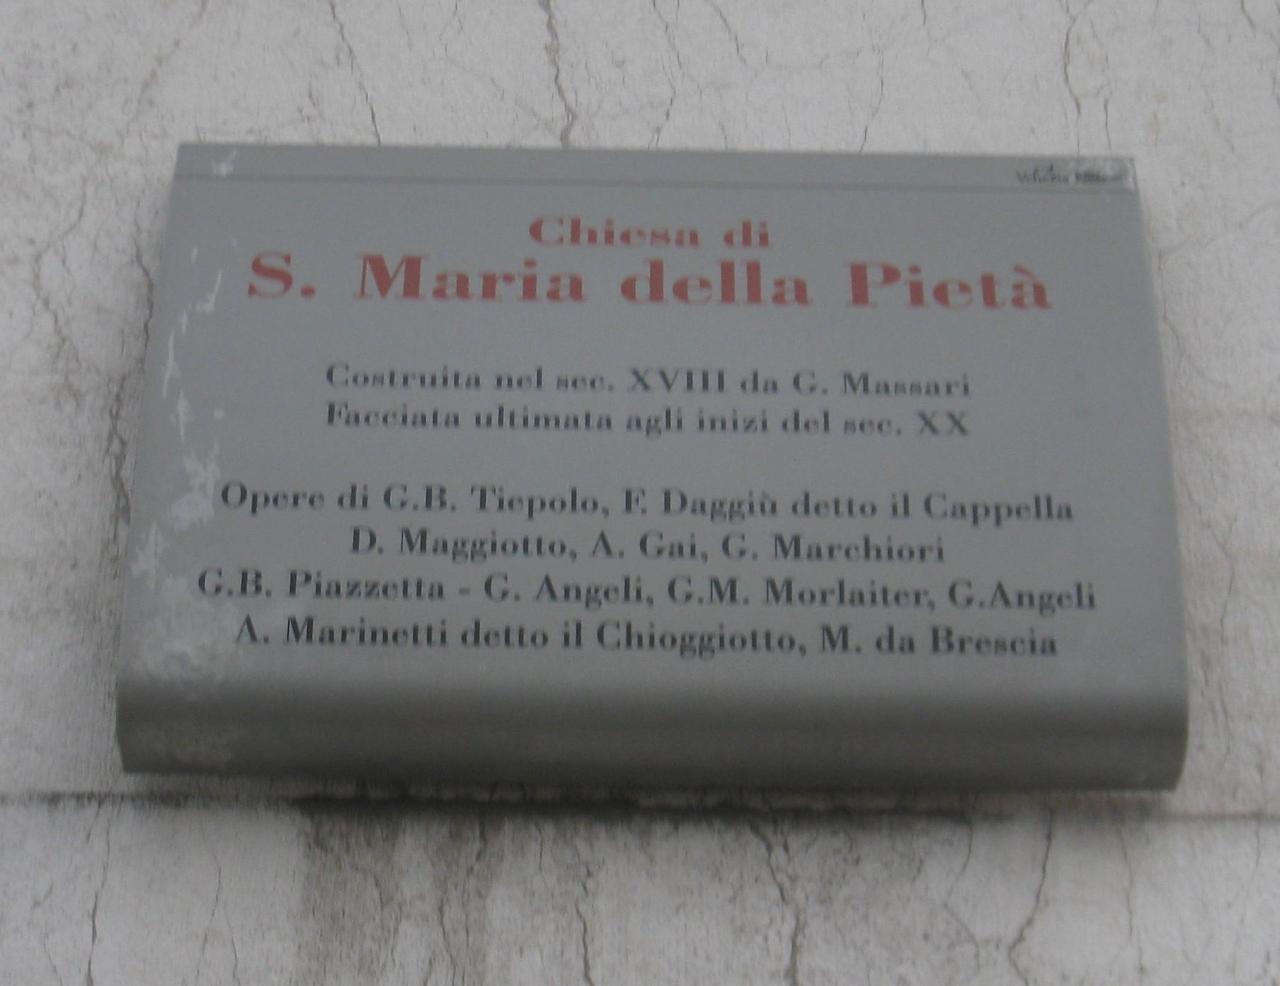 Chiesa di
S. Maria della Pietà
Costruita nel sec. XVIII da G. Massari
Facciata ultimata agli inizi del sec. XX
Opere di G.B. Tiepolo, F. Daggiù detto il Cappella
D. Maggiotto, A. Gai, G. Marchiori
G.B. Piazzetta - G. Angeli, G.M. Morlaiter, G.Angeli
A. Marinetti detto il Chioggiotto, M. da Brescia